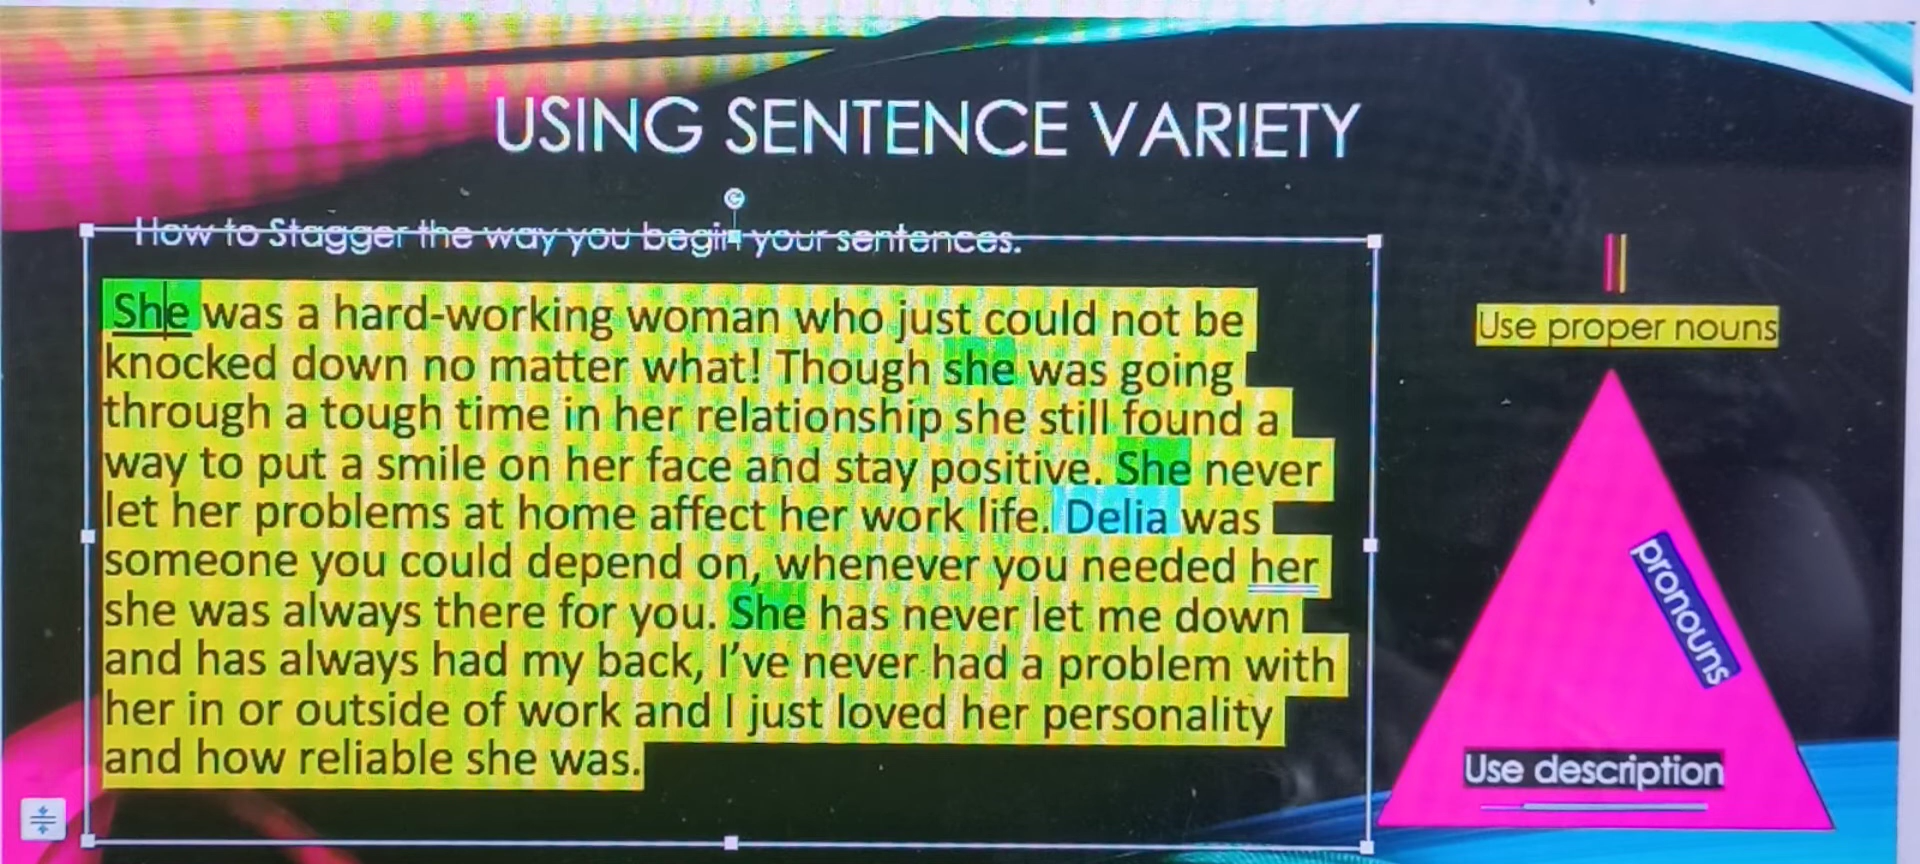 USING SENTENCE VARIETY
How to Stagger the way you begin your sentences.
She was a hard-working woman who just could not be
knocked down no matter what! Though she was going
through a tough time in her relationship she still found a
way to put a smile on her face and stay positive. She never
let her problems at home affect her work life. Delia was
someone you could depend on, whenever you needed her
she was always there for you. She has never let me down
and has always had my back, I've never had a problem with
her in or outside of work and I just loved her personality
and how reliable she was.
Use proper nouns
pronouns
Use description